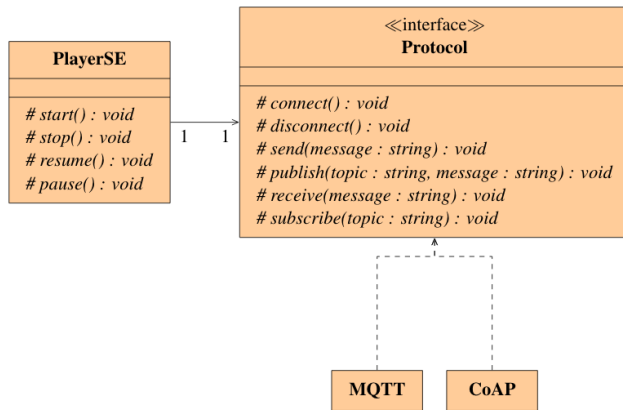 PlayerSE
# start() : void
# stop() : void
# resume() : void
# pause() : void
1 1
≪interface≫
Protocol
# connect() : void
# disconnect() : void
# send(message : string) : void
# publish(topic : string, message : string) : void
# receive(message : string) : void
# subscribe(topic : string) : void
MQTT
CoAP